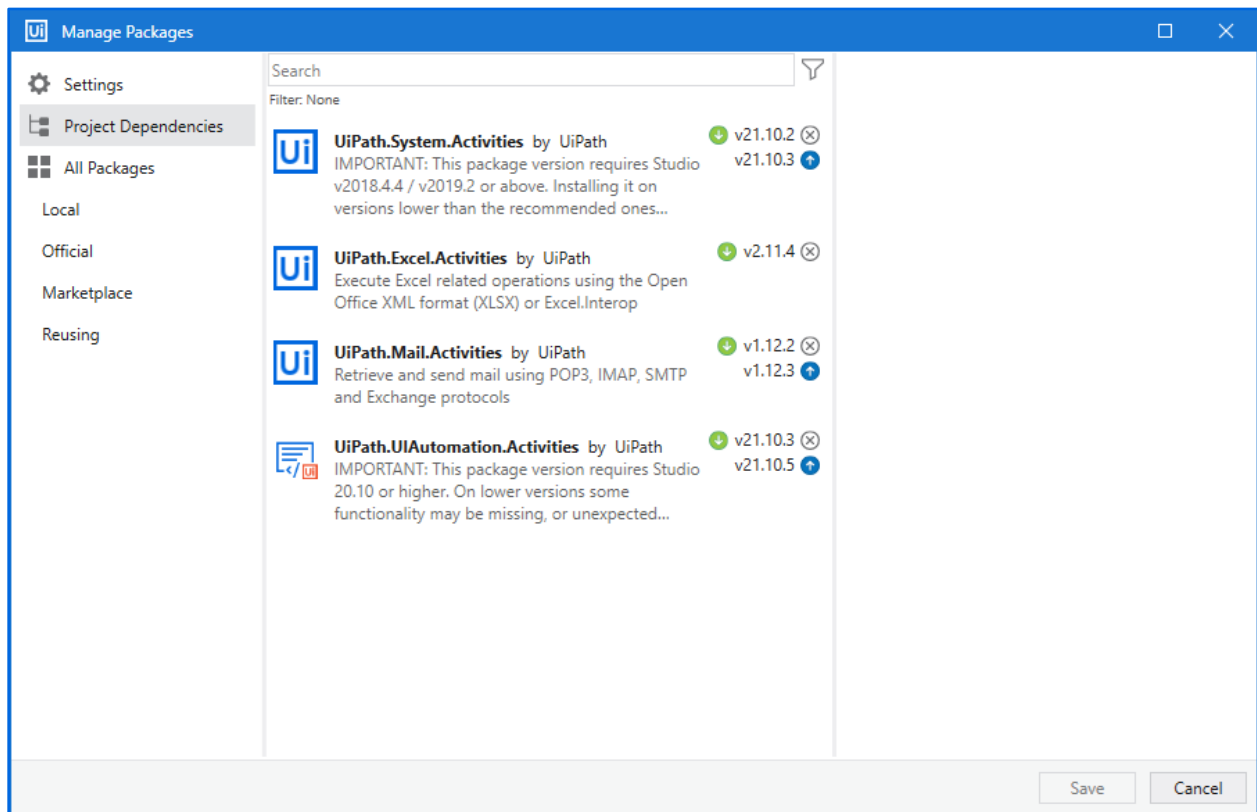 Ui Manage Packages
Settings
Project Dependencies
All Packages
Local
Official
Marketplace
Reusing
Search
Filter: None
Ui
UiPath.System.Activities by UiPath
v21.10.2
IMPORTANT: This package version requires Studio
v21.10.3
v2018.4.4 / v2019.2 or above. Installing it on
versions lower than the recommended ones...
Ui
UiPath.Excel.Activities by UiPath
v2.11.4
Execute Excel related operations using the Open
Office XML format (XLSX) or Excel.Interop
Ui
UiPath.Mail.Activities by UiPath
v1.12.2
Retrieve and send mail using POP3, IMAP, SMTP
v1.12.3
and Exchange protocols
Ui
UiPath.UIAutomation.Activities by UiPath
v21.10.3
IMPORTANT: This package version requires Studio
v21.10.5
20.10 or higher. On lower versions some
functionality may be missing, or unexpected...
Save
Cancel